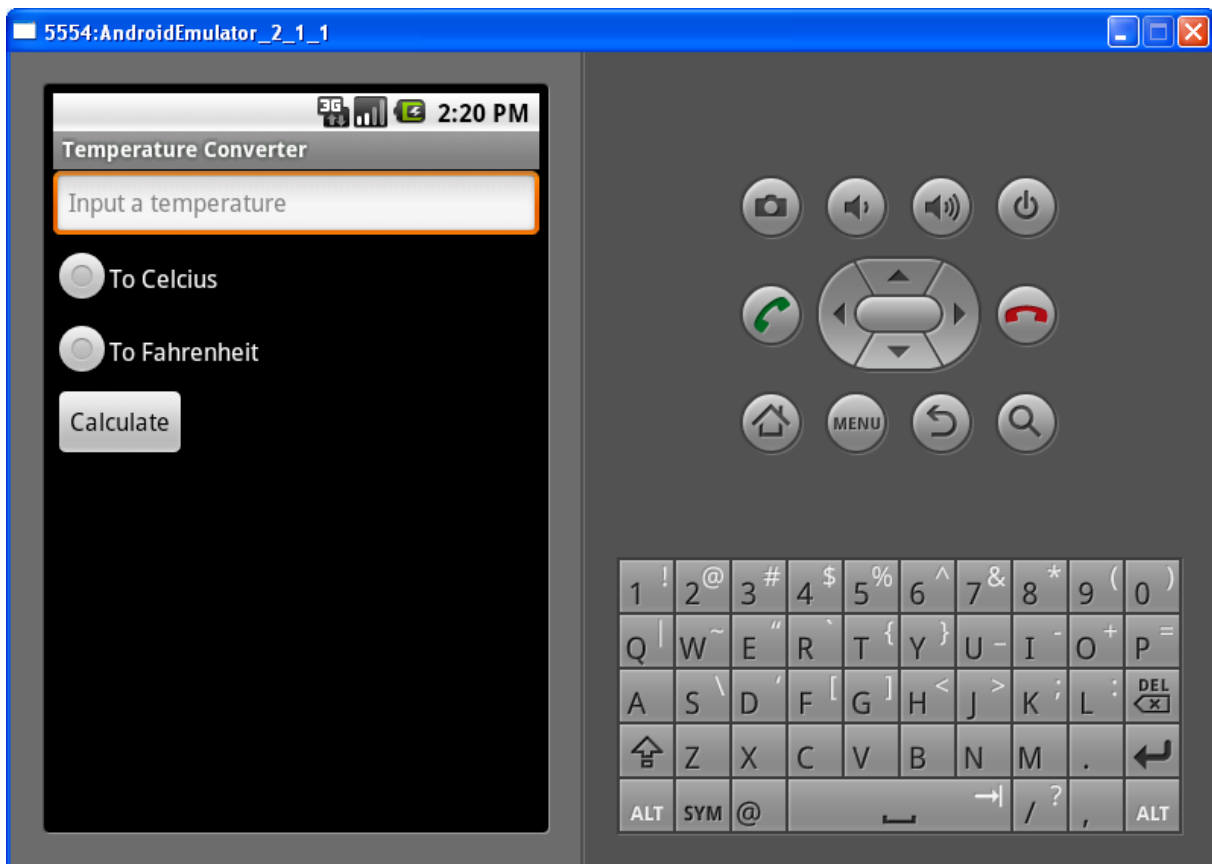 5554:AndroidEmulator_2_1_1
3G 2:20 PM
Temperature Converter
Input a temperature
To Celcius
To Fahrenheit
Calculate
MENU
1 ! 2 @ 3 # 4 $ 5 % 6 ^ 7 & 8 * 9 ( 0 )
Q | W ~ E " R ` T { Y } U _ I - O + P =
A S \ D ' F [ G ] H < J > K ; L : DEL
Z X C V B N M .
ALT SYM @ / ? , ALT